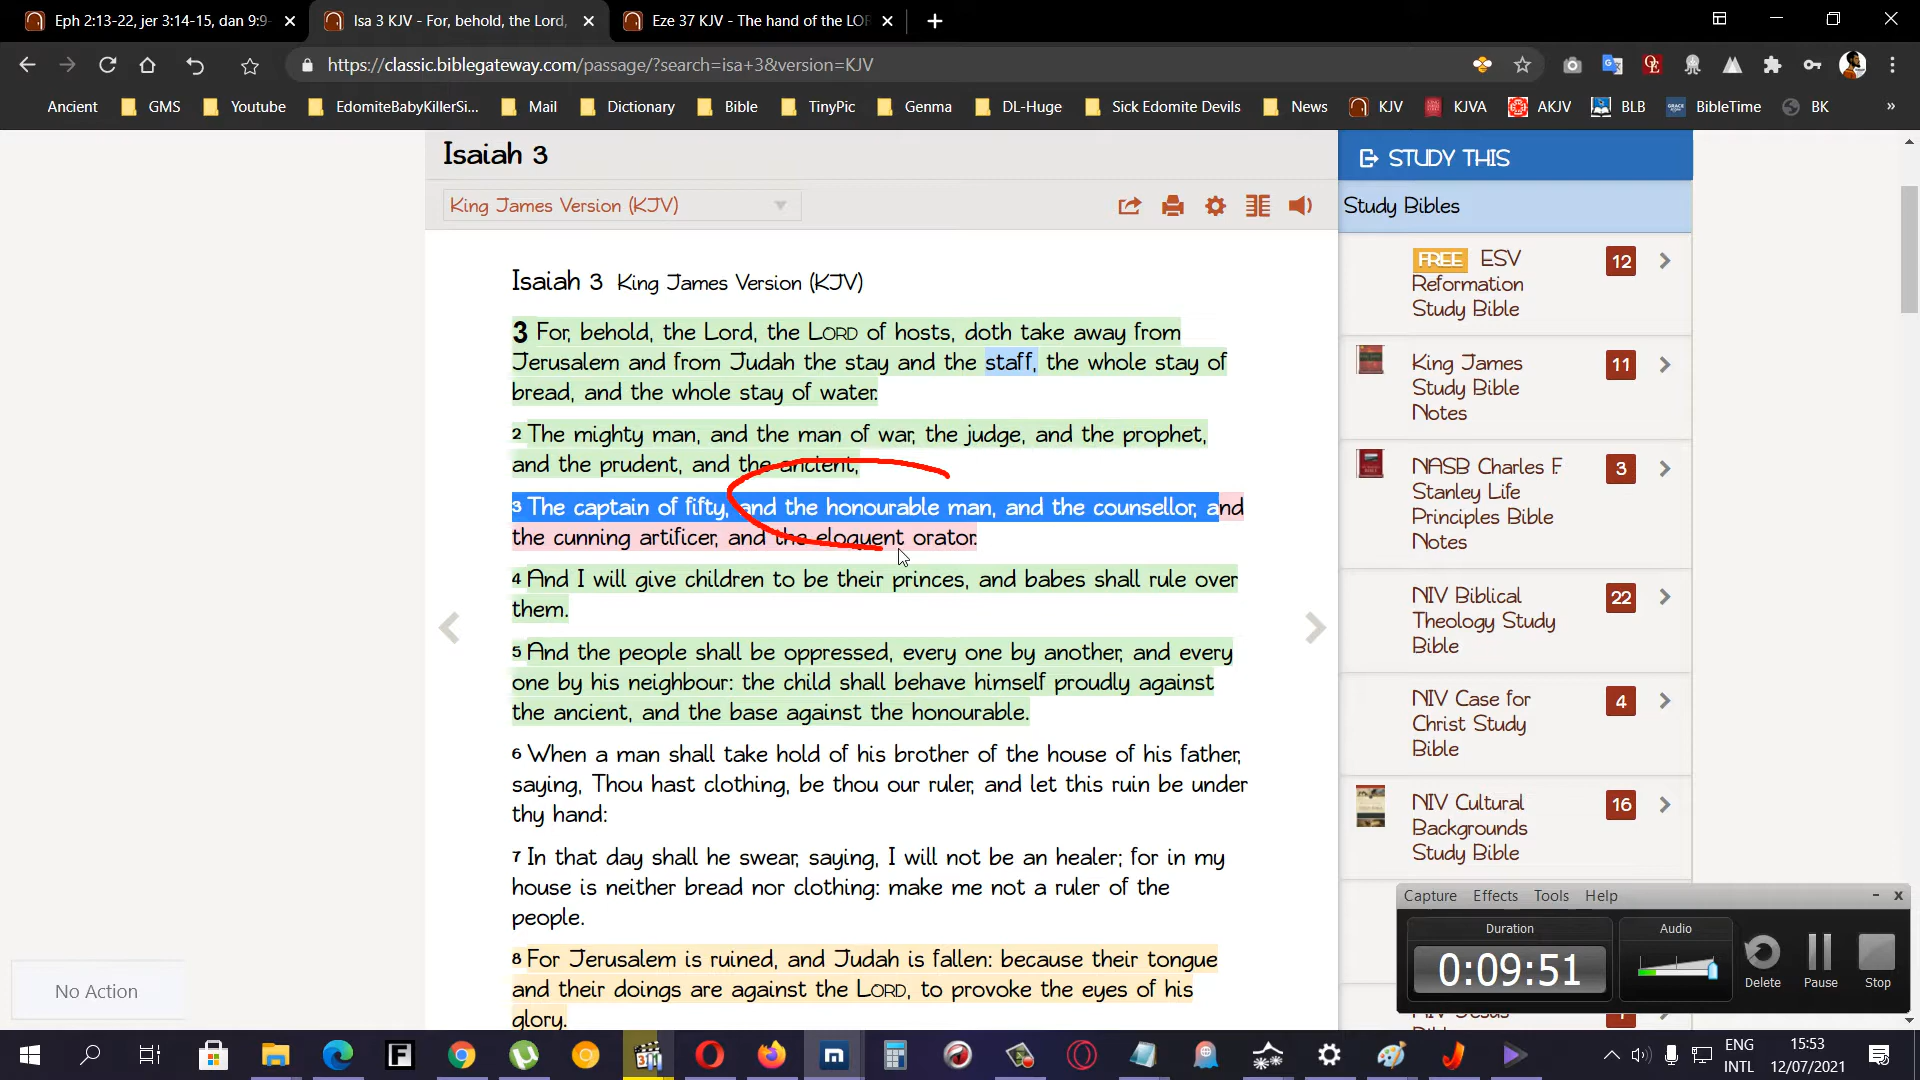 Eph 2:13-22, jer 3:14-15, dan 9:9-
Isa 3 KJV - For, behold, the Lord,
Eze 37 KJV - The hand of the LOR
https://classic.biblegateway.com/passage/?search=isa+3&version=KJV
Ancient GMS Youtube EdomiteBabyKillerSi... Mail Dictionary Bible TinyPic Genma DL-Huge Sick Edomite Devils News KJV KJVA AKJV BLB BibleTime BK »
Isaiah 3
King James Version (KJV)
Isaiah 3 King James Version (KJV)
3 For, behold, the Lord, the LORD of hosts, doth take away from
Jerusalem and from Judah the stay and the staff, the whole stay of
bread, and the whole stay of water.
2 The mighty man, and the man of war, the judge, and the prophet,
and the prudent, and the ancient,
3 The captain of fifty, and the honourable man, and the counsellor, and
the cunning artificer, and the eloquent orator.
4 And I will give children to be their princes, and babes shall rule over
them.
5 And the people shall be oppressed, every one by another, and every
one by his neighbour: the child shall behave himself proudly against
the ancient, and the base against the honourable.
6 When a man shall take hold of his brother of the house of his father,
saying, Thou hast clothing, be thou our ruler, and let this ruin be under
thy hand:
7 In that day shall he swear, saying, I will not be an healer; for in my
house is neither bread nor clothing: make me not a ruler of the
people.
8 For Jerusalem is ruined, and Judah is fallen: because their tongue
and their doings are against the LORD, to provoke the eyes of his
glory.
STUDY THIS
Study Bibles
FREE ESV 12
Reformation
Study Bible
King James 11
Study Bible
Notes
NASB Charles F. 3
Stanley Life
Principles Bible
Notes
NIV Biblical 22
Theology Study
Bible
NIV Case for 4
Christ Study
Bible
NIV Cultural 16
Backgrounds
Study Bible
Capture Effects Tools Help
Duration
Audio
0:09:51
Delete Pause Stop
No Action
ENG
INTL
15:53
12/07/2021